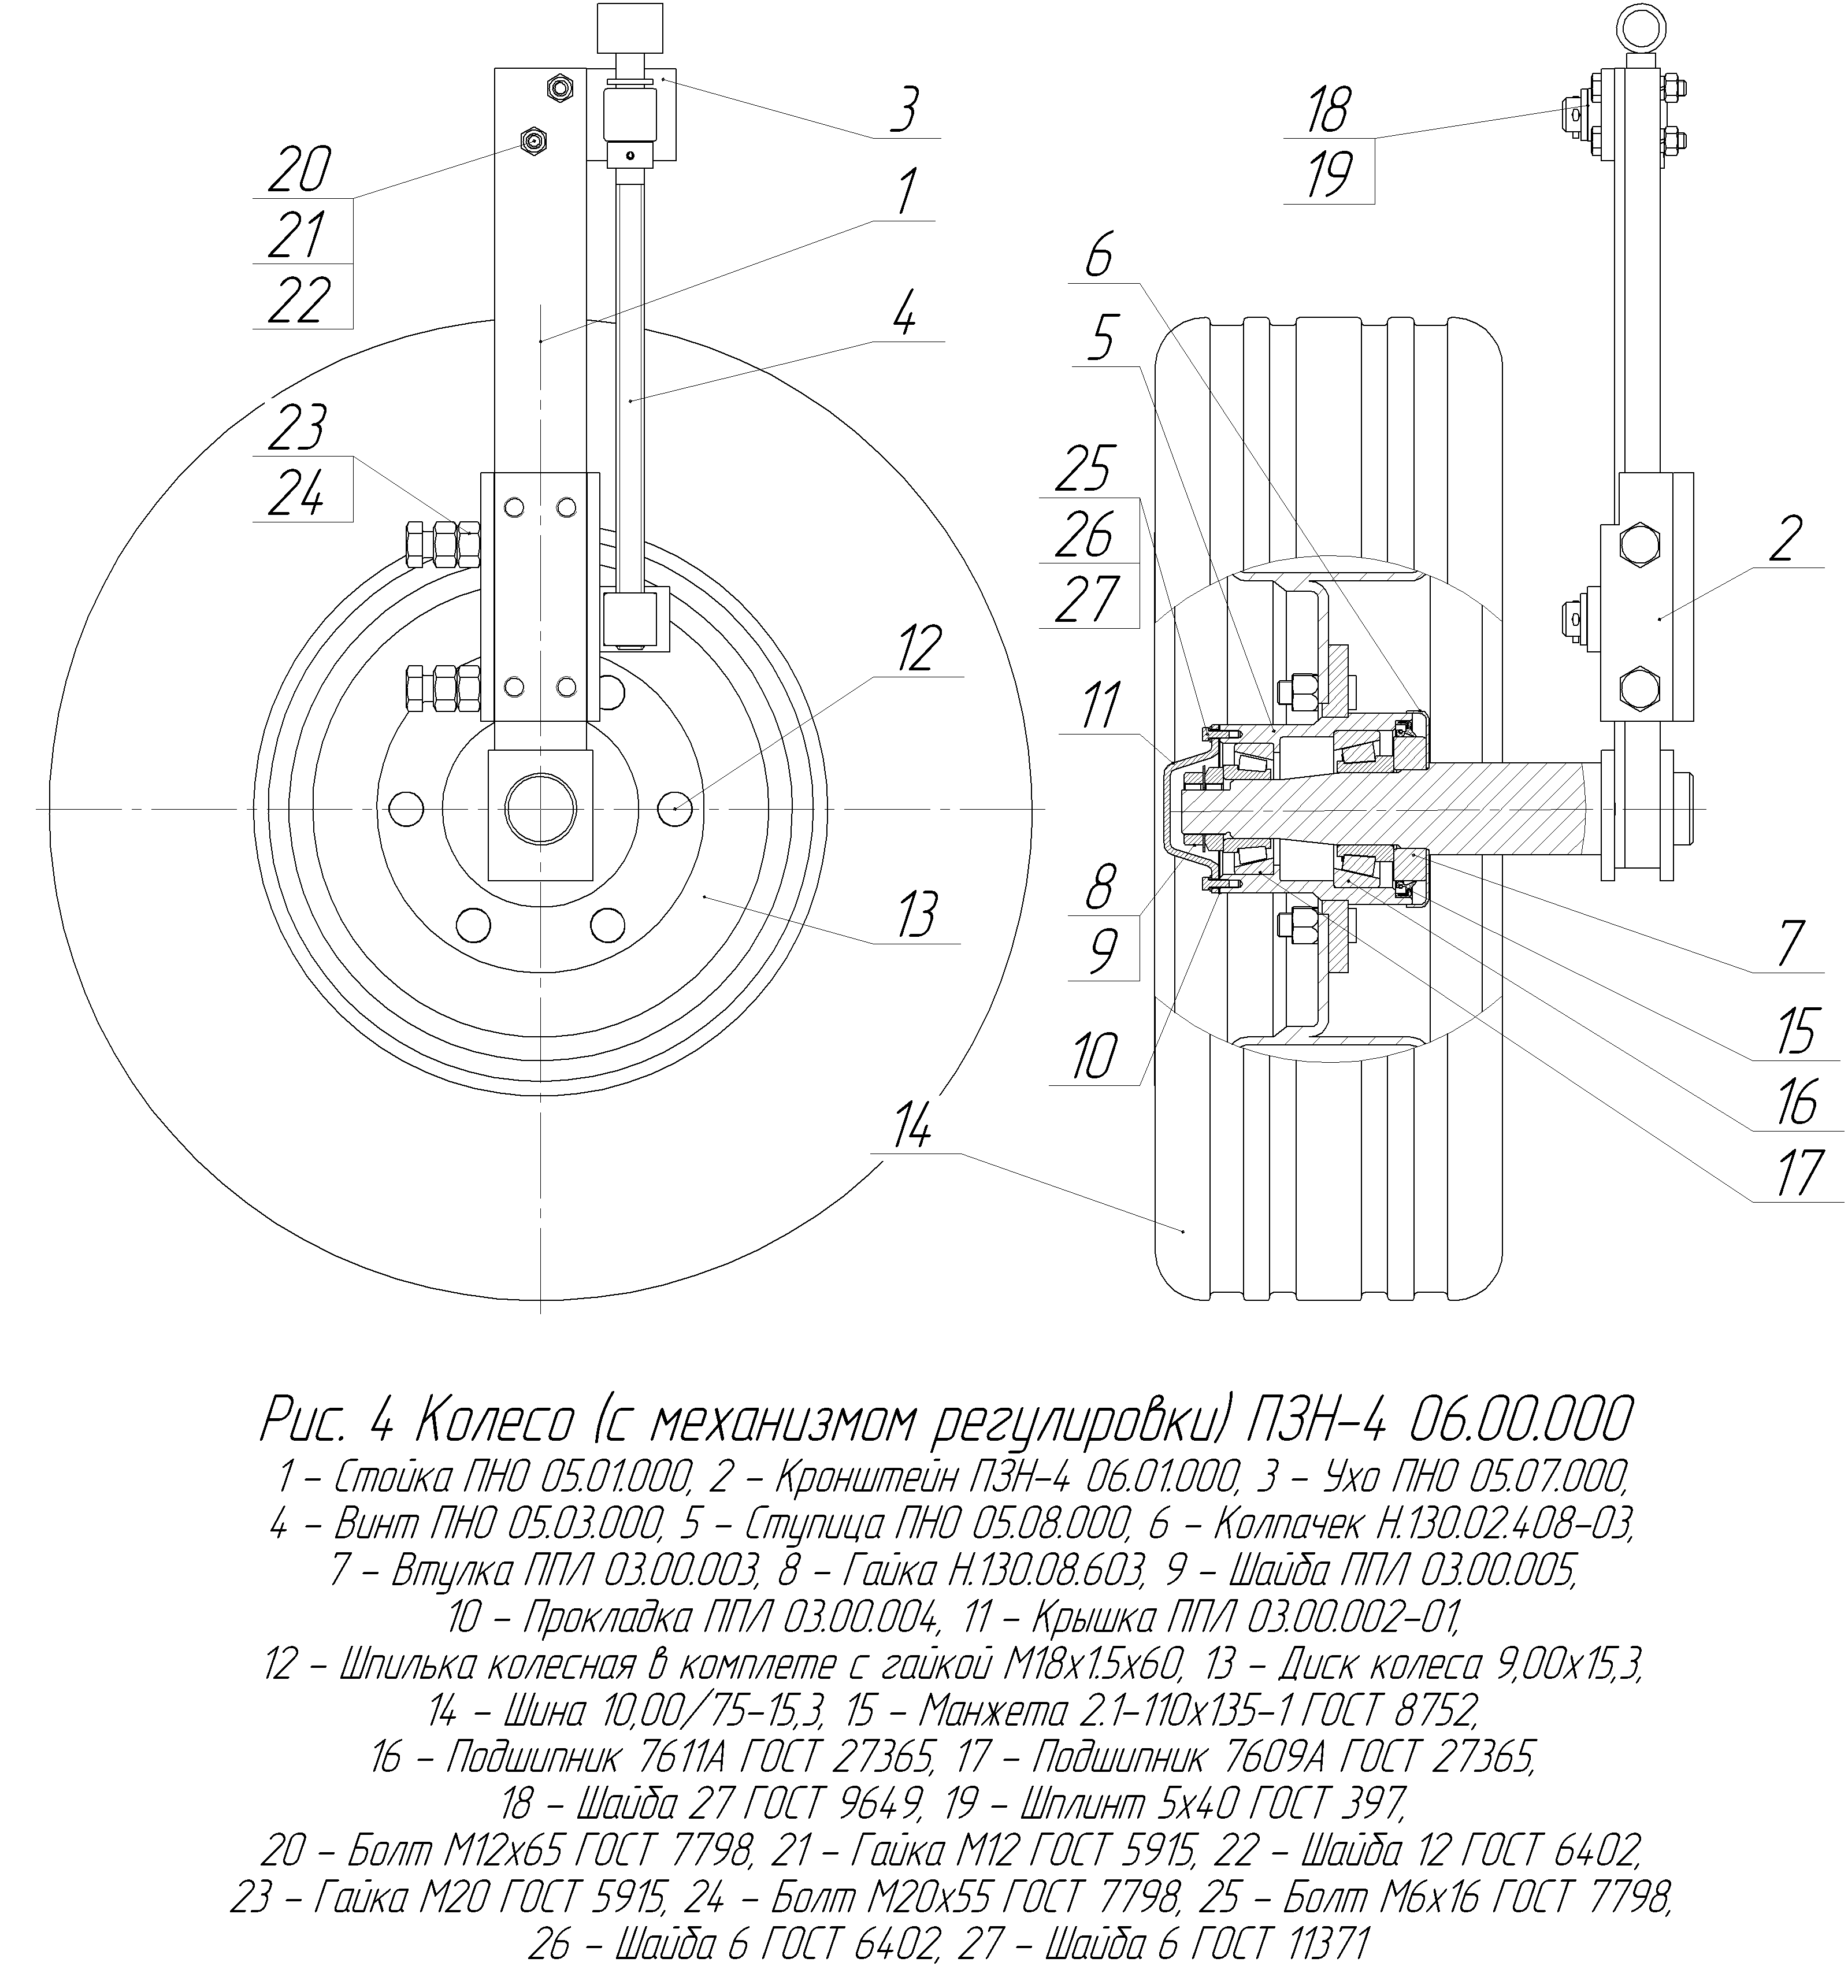 3
18
19
20
21
22
1
6
4
5
23
24
25
26
27
2
12
11
8
9
13
7
10
15
14
16
17
Рис. 4 Колесо (с механизмом регулировки) ПЗН-4 06.00.000
1 - Стойка ПНО 05.01.000, 2 - Кронштейн ПЗН-4 06.01.000, 3 - Ухо ПНО 05.07.000,
4 - Винт ПНО 05.03.000, 5 - Ступица ПНО 05.08.000, 6 - Колпачек Н.130.02.408-03,
7 - Втулка ППЛ 03.00.003, 8 - Гайка Н.130.08.603, 9 - Шайба ППЛ 03.00.005,
10 - Прокладка ППЛ 03.00.004, 11 - Крышка ППЛ 03.00.002-01,
12 - Шпилька колесная в комплете с гайкой М18х1.5х60, 13 - Диск колеса 9,00х15,3,
14 - Шина 10,00/75-15,3, 15 - Манжета 2.1-110х135-1 ГОСТ 8752,
16 - Подшипник 7611А ГОСТ 27365, 17 - Подшипник 7609А ГОСТ 27365,
18 - Шайба 27 ГОСТ 9649, 19 - Шплинт 5х40 ГОСТ 397,
20 - Болт М12х65 ГОСТ 7798, 21 - Гайка М12 ГОСТ 5915, 22 - Шайба 12 ГОСТ 6402,
23 - Гайка М20 ГОСТ 5915, 24 - Болт М20х55 ГОСТ 7798, 25 - Болт М6х16 ГОСТ 7798,
26 - Шайба 6 ГОСТ 6402, 27 - Шайба 6 ГОСТ 11371